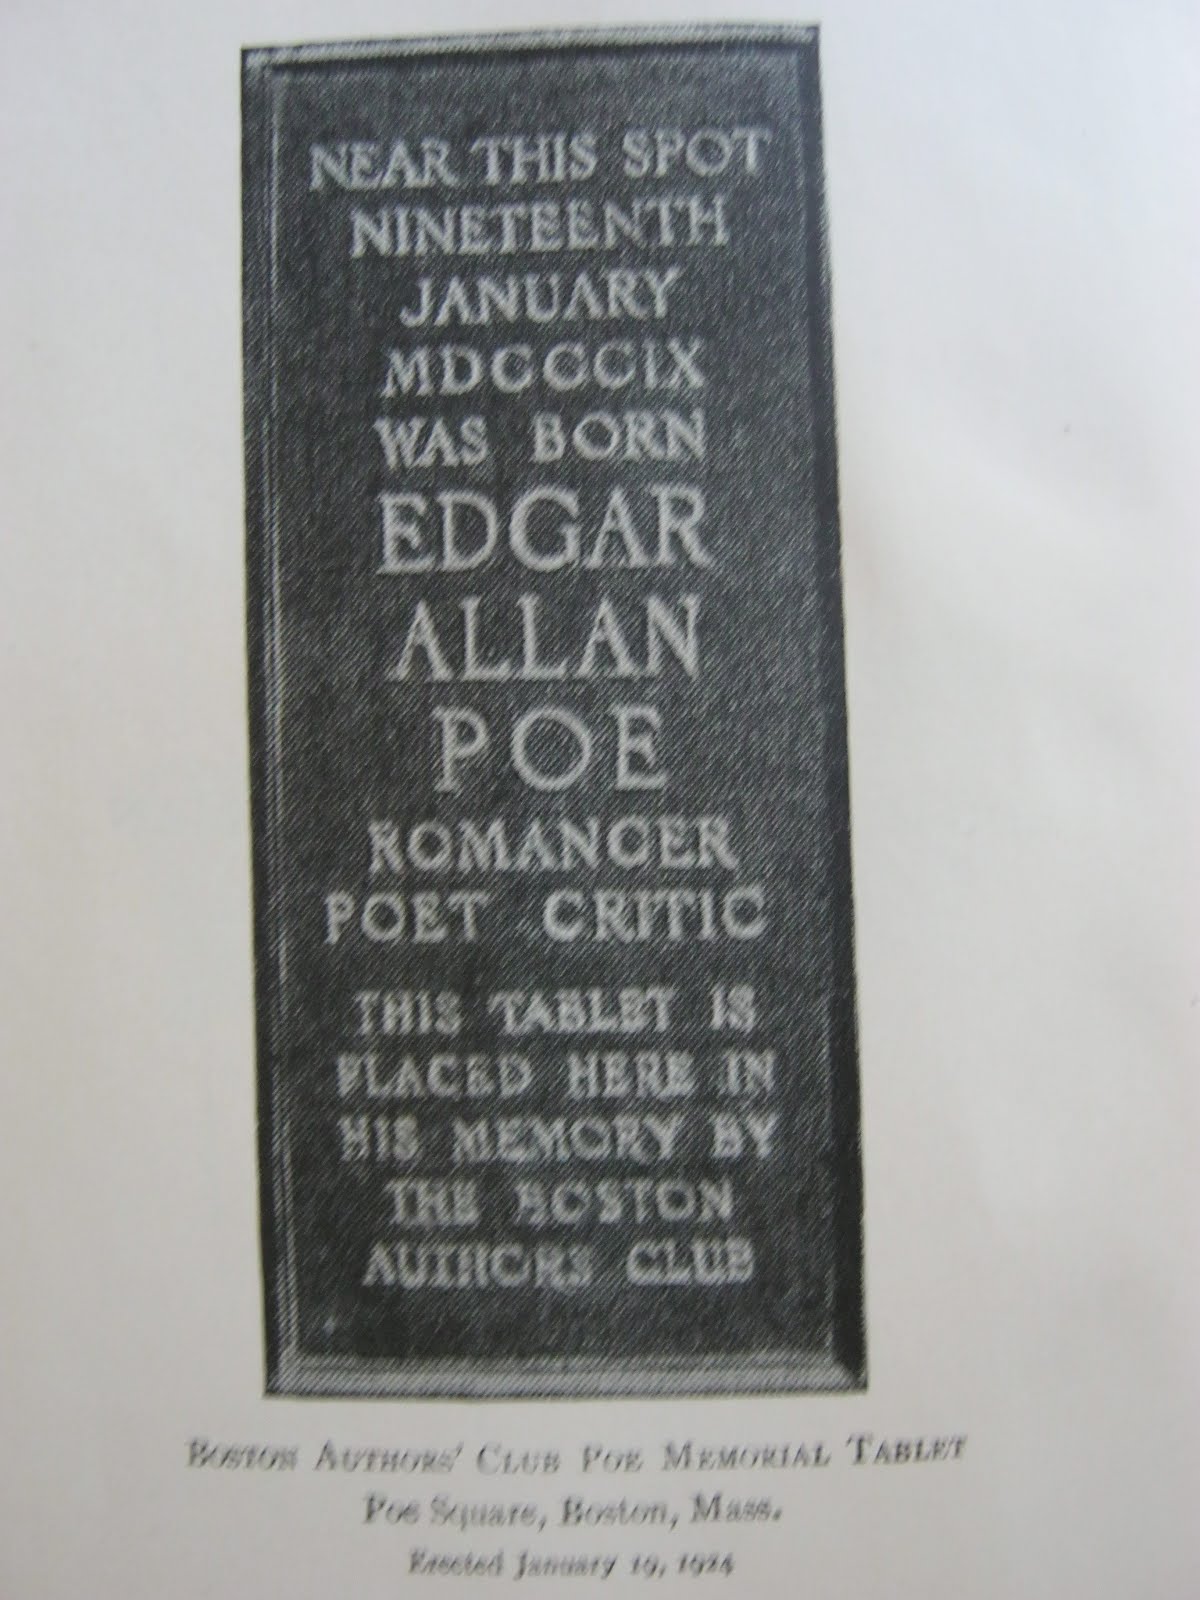 NEAR THIS SPOT
NINETEENTH
JANUARY
MDCCCIX
WAS BORN
EDGAR
ALLAN
POE
ROMANCER
POET CRITIC
THIS TABLET IS
PLACED HERE IN
HIS MEMORY BY
THE BOSTON
AUTHORS CLUB
BOSTON AUTHORS' CLUB POE MEMORIAL TABLET
Poe Square, Boston, Mass.
Erected January 19, 1924